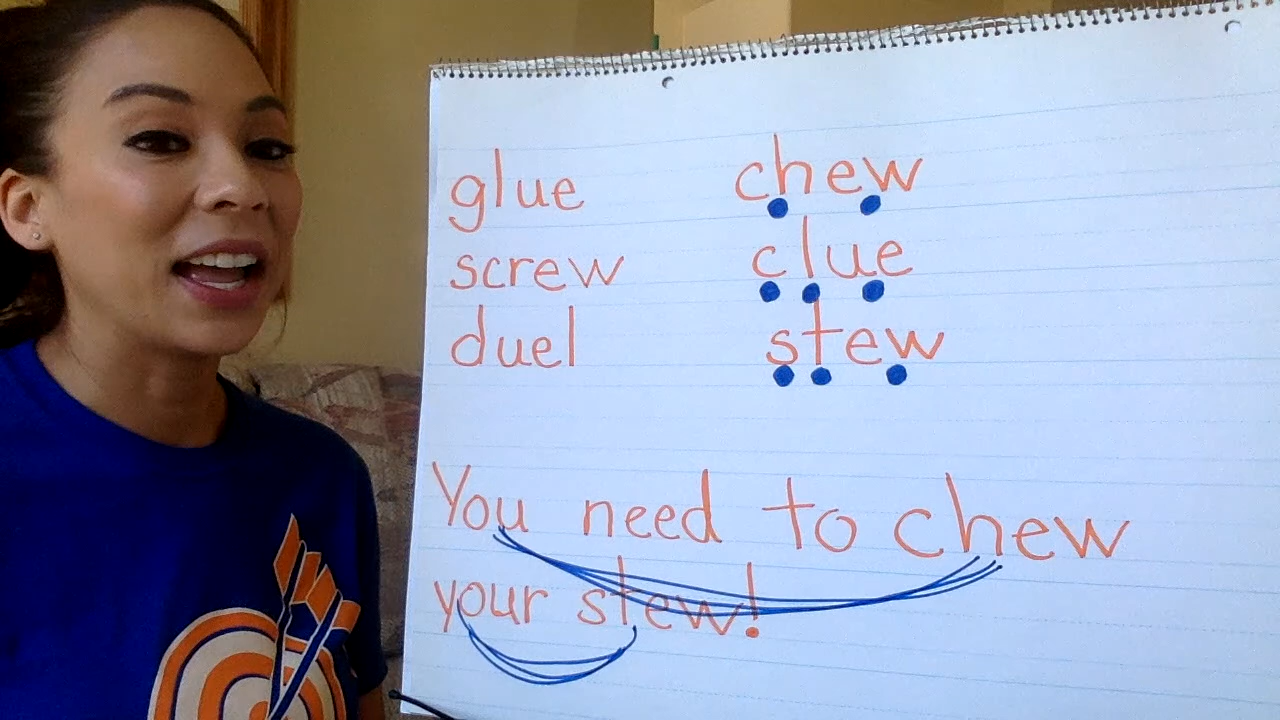 glue chew
screw clue
duel stew
You need to chew
your stew!